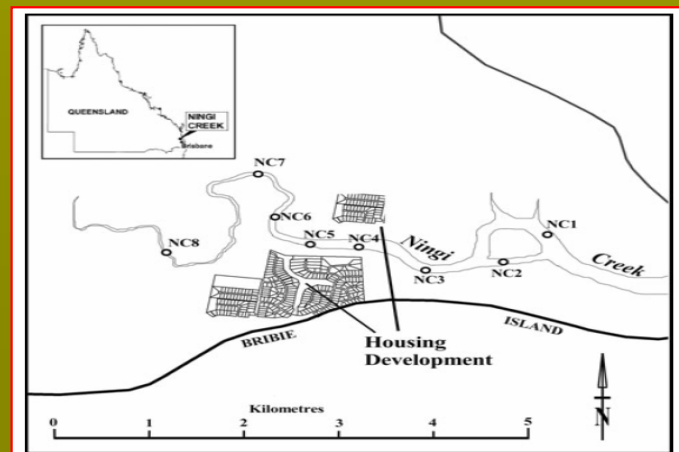 QUEENSLAND
NINGI
CREEK
Brisbane
NC7
NC6
NC5
NC4
NC8
Ningi
NC1
NC2
Creek
NC3
BRIBIE
ISLAND
Housing
Development
Kilometres
0 1 2 3 4 5
N